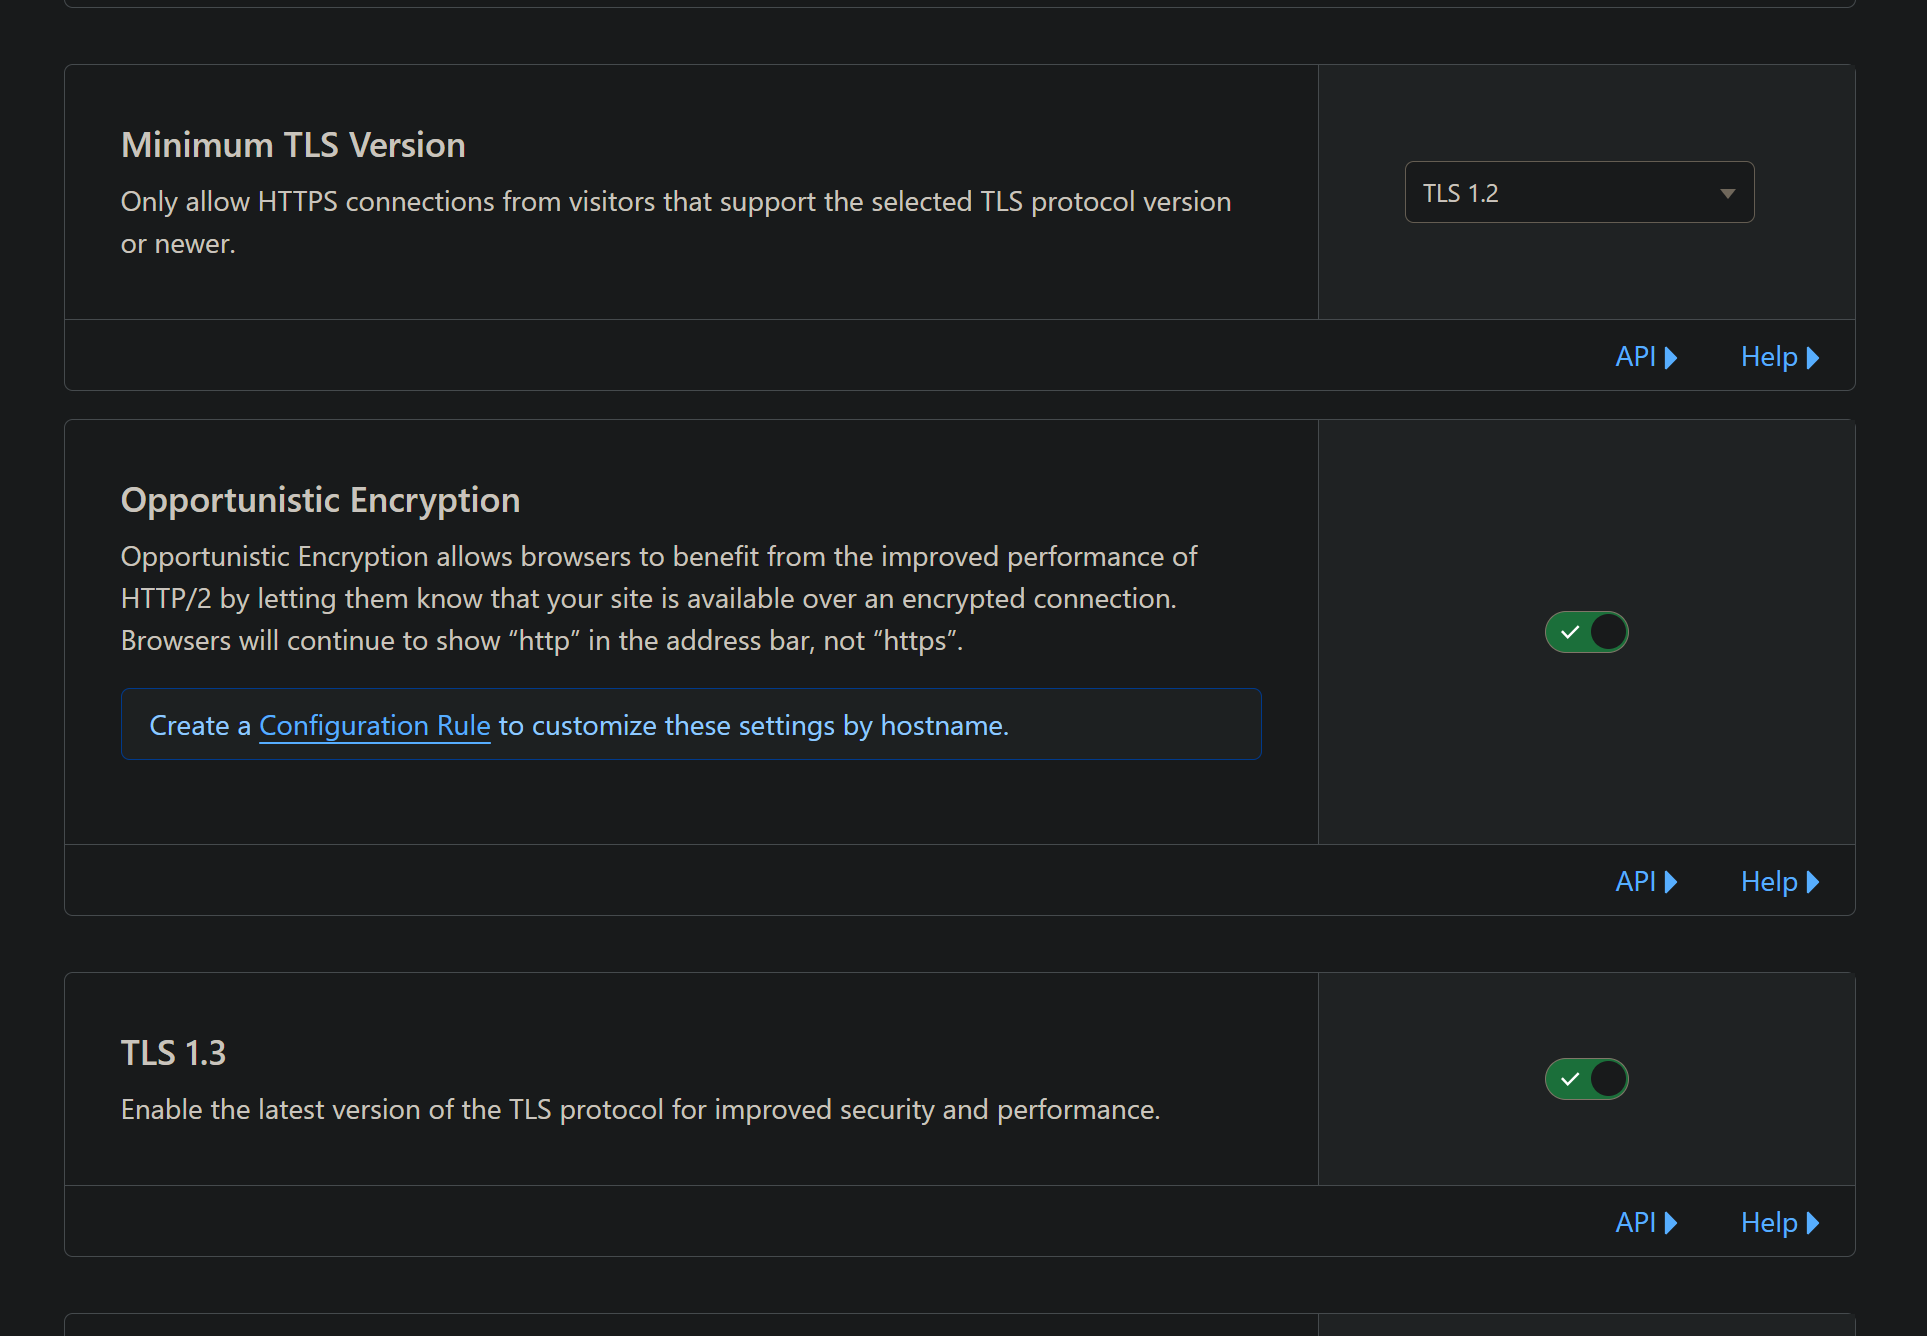 Minimum TLS Version
Only allow HTTPS connections from visitors that support the selected TLS protocol version
or newer.
TLS 1.2
API
Help
Opportunistic Encryption
Opportunistic Encryption allows browsers to benefit from the improved performance of
HTTP/2 by letting them know that your site is available over an encrypted connection.
Browsers will continue to show “http” in the address bar, not “https”.
Create a Configuration Rule to customize these settings by hostname.
API
Help
TLS 1.3
Enable the latest version of the TLS protocol for improved security and performance.
API
Help